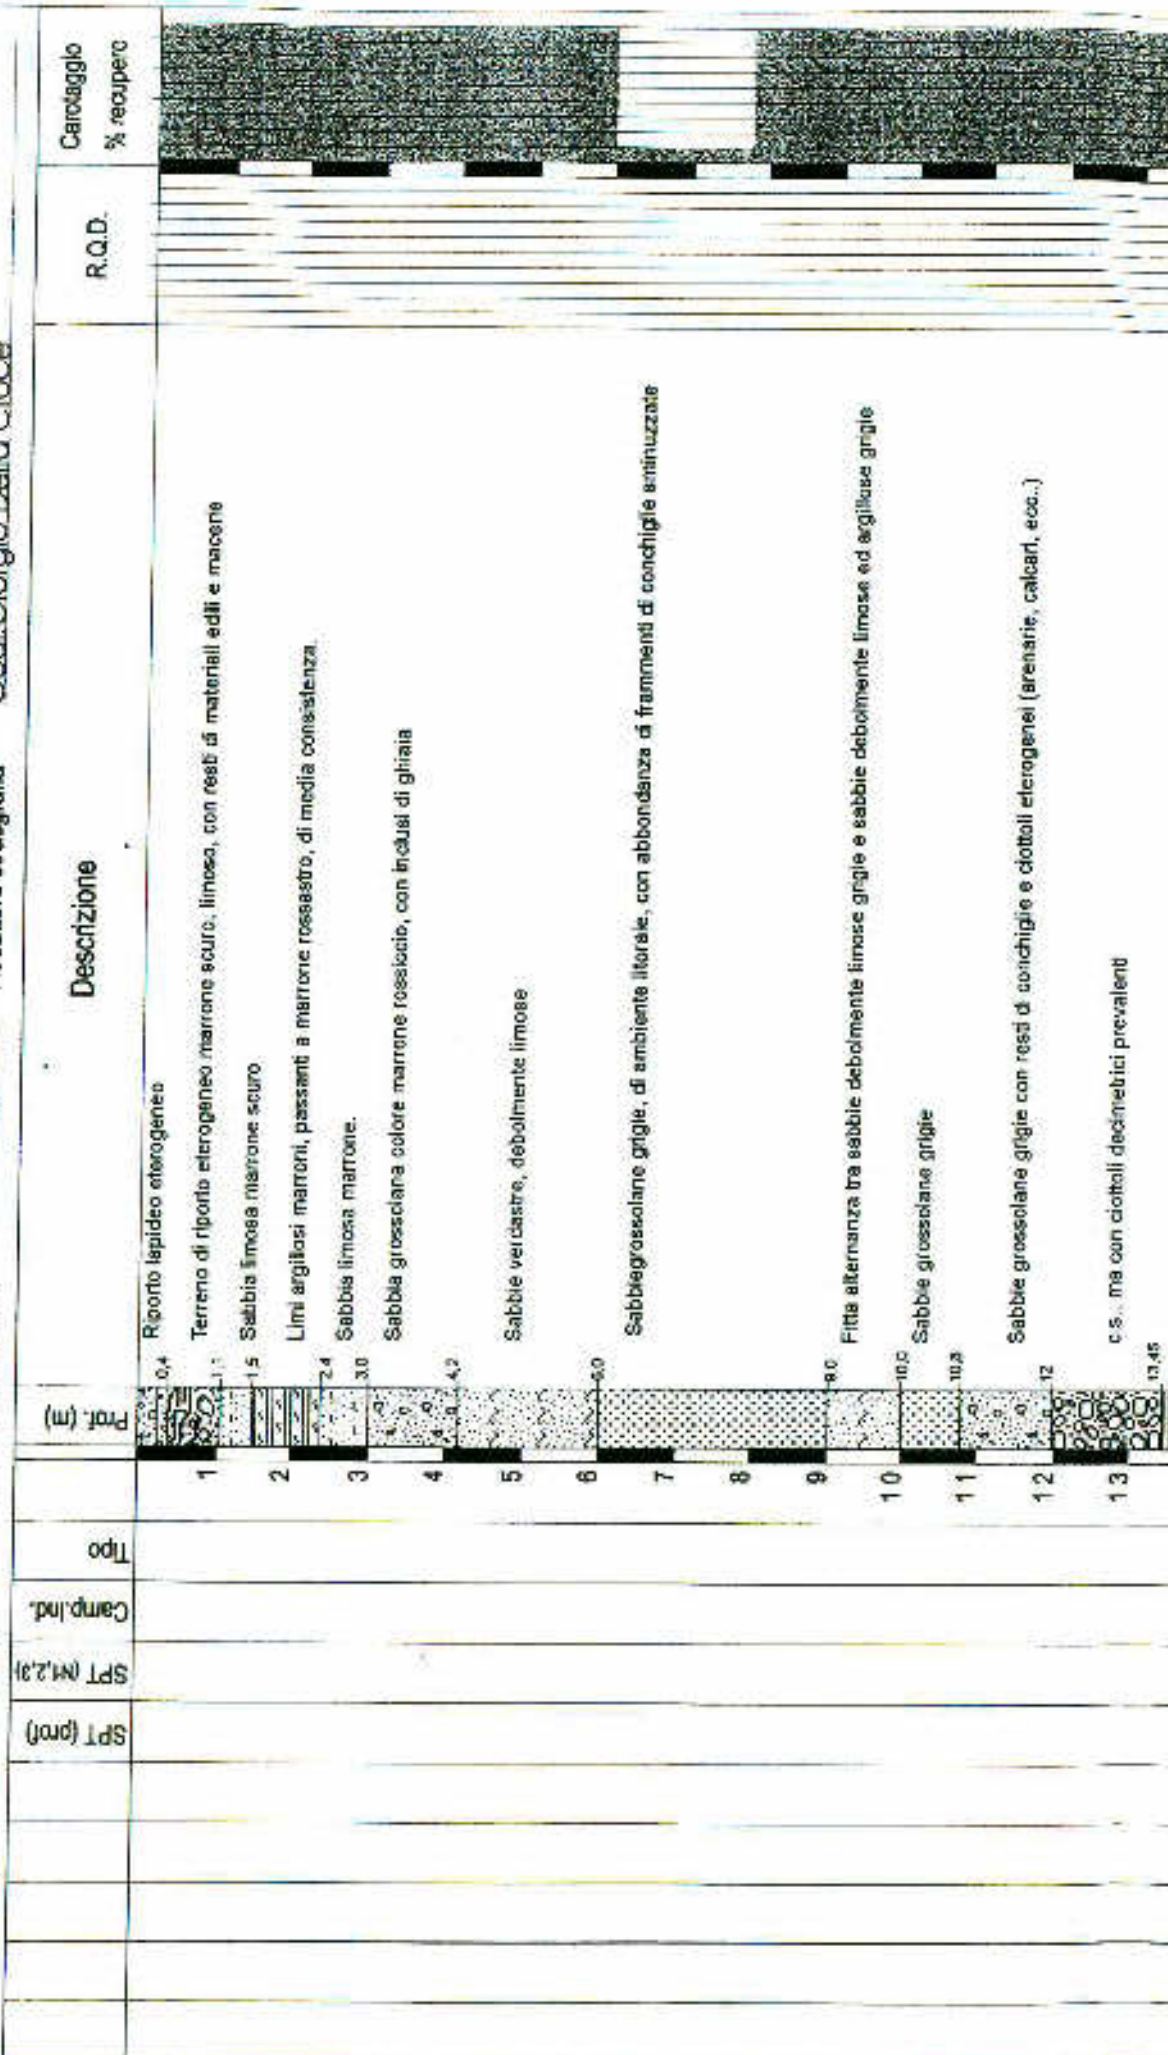 SPT (prof)
SPT (N1,2,3)
Camp.Ind.
Tipo
Prof. (m)
Descrizione
R.Q.D.
Carotaggio
% recupero
Riporto lapideo eterogeneo
0,4
Terreno di riporto eterogeneo marrone scuro, limoso, con resti di materiali edili e macerie
1
1,1
Sabbia limosa marrone scuro
1,5
Limi argillosi marroni, passanti a marrone rossastro, di media consistenza.
2
2,4
Sabbia limosa marrone.
3
3,0
Sabbia grossolana colore marrone rossiccio, con inclusi di ghiaia
4
4,2
Sabbie verdastre, debolmente limose
5
6
6,0
Sabbiegrossolane grigie, di ambiente litorale, con abbondanza di frammenti di conchiglie sminuzzate
7
8
9
9,0
Fitta alternanza tra sabbie debolmente limose grigie e sabbie debolmente limose ed argillose grigie
10
10,0
Sabbie grossolane grigie
10,8
11
Sabbie grossolane grigie con resti di conchiglie e ciottoli eterogenei (arenarie, calcari, ecc..)
12
12
c.s.. ma con ciottoli decimetrici prevalenti
13
13,45